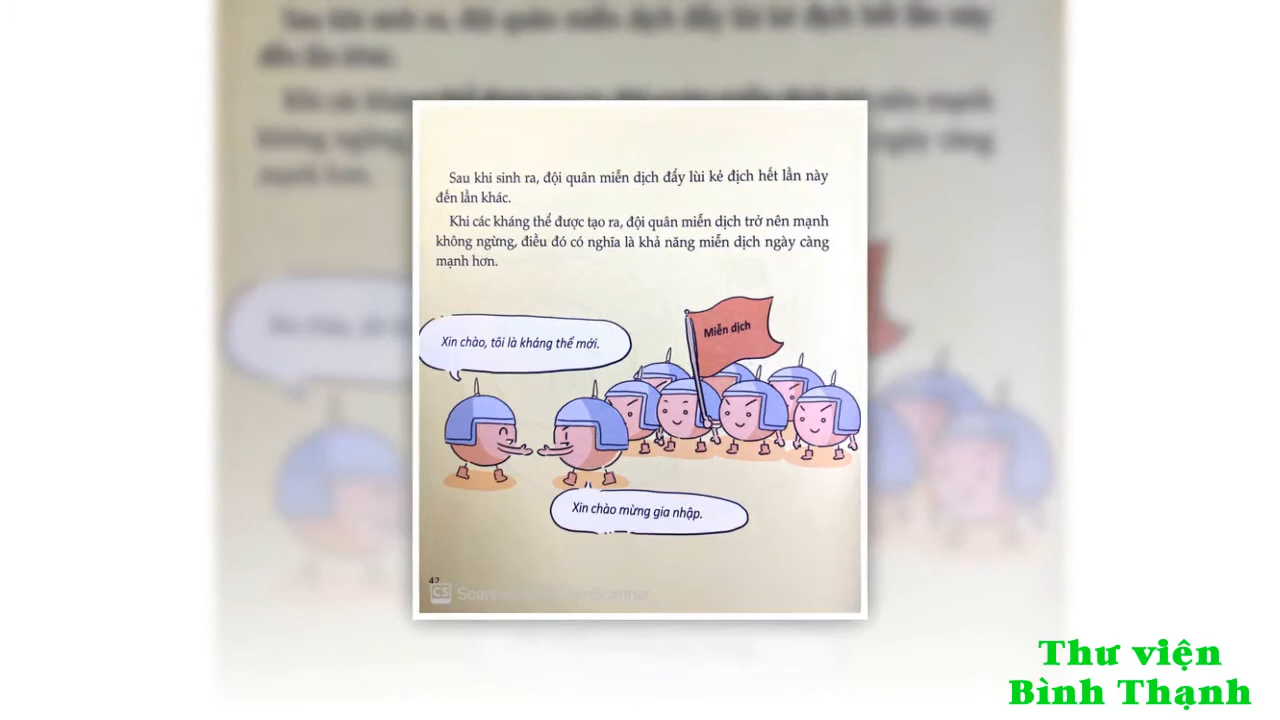 Sau khi sinh ra, đội quân miễn dịch đẩy lùi kẻ địch hết lần này
đến lần khác.
Khi các kháng thể được tạo ra, đội quân miễn dịch trở nên mạnh
không ngừng, điều đó có nghĩa là khả năng miễn dịch ngày càng
mạnh hơn.
Miễn dịch
Xin chào, tôi là kháng thể mới.
Xin chào mừng gia nhập.
42
CS
Thư viện
Bình Thạnh